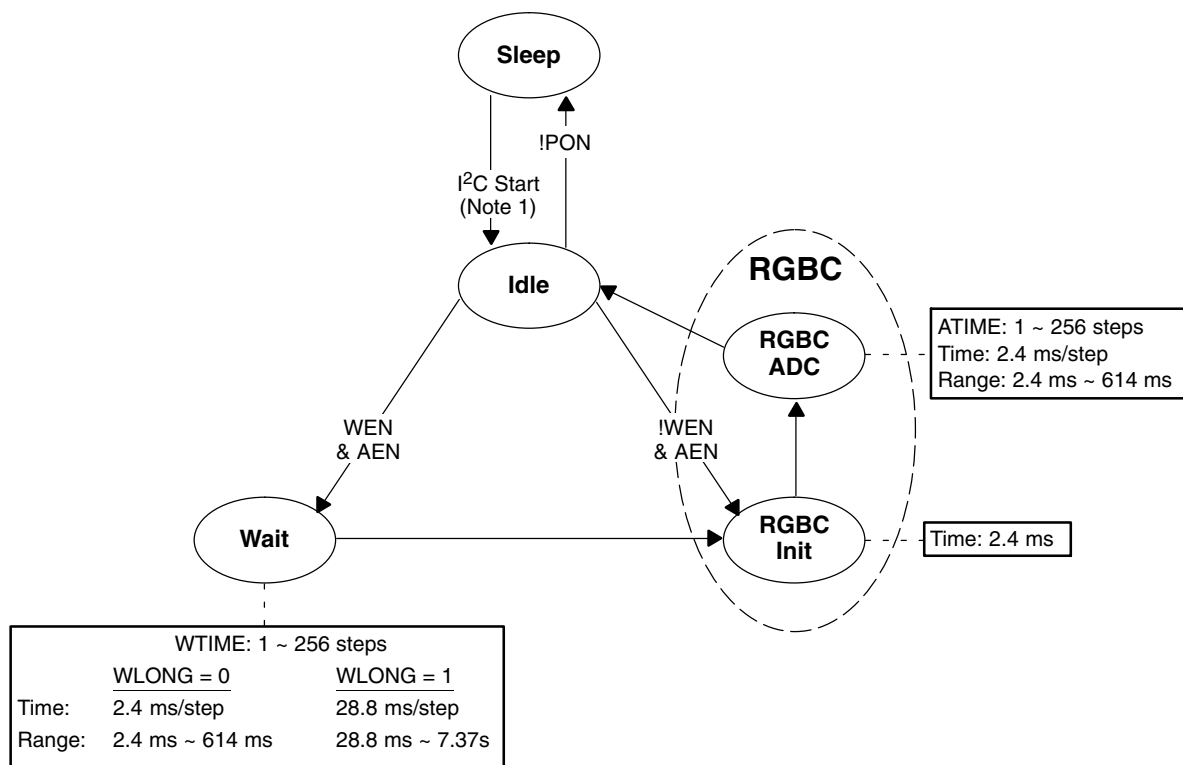 Sleep
!PON
I²C Start
(Note 1)
Idle
RGBC
RGBC
ADC
ATIME: 1 ~ 256 steps
Time: 2.4 ms/step
Range: 2.4 ms ~ 614 ms
WEN
& AEN
!WEN
& AEN
Wait
RGBC
Init
Time: 2.4 ms
WTIME: 1 ~ 256 steps
WLONG = 0 WLONG = 1
Time: 2.4 ms/step 28.8 ms/step
Range: 2.4 ms ~ 614 ms 28.8 ms ~ 7.37s